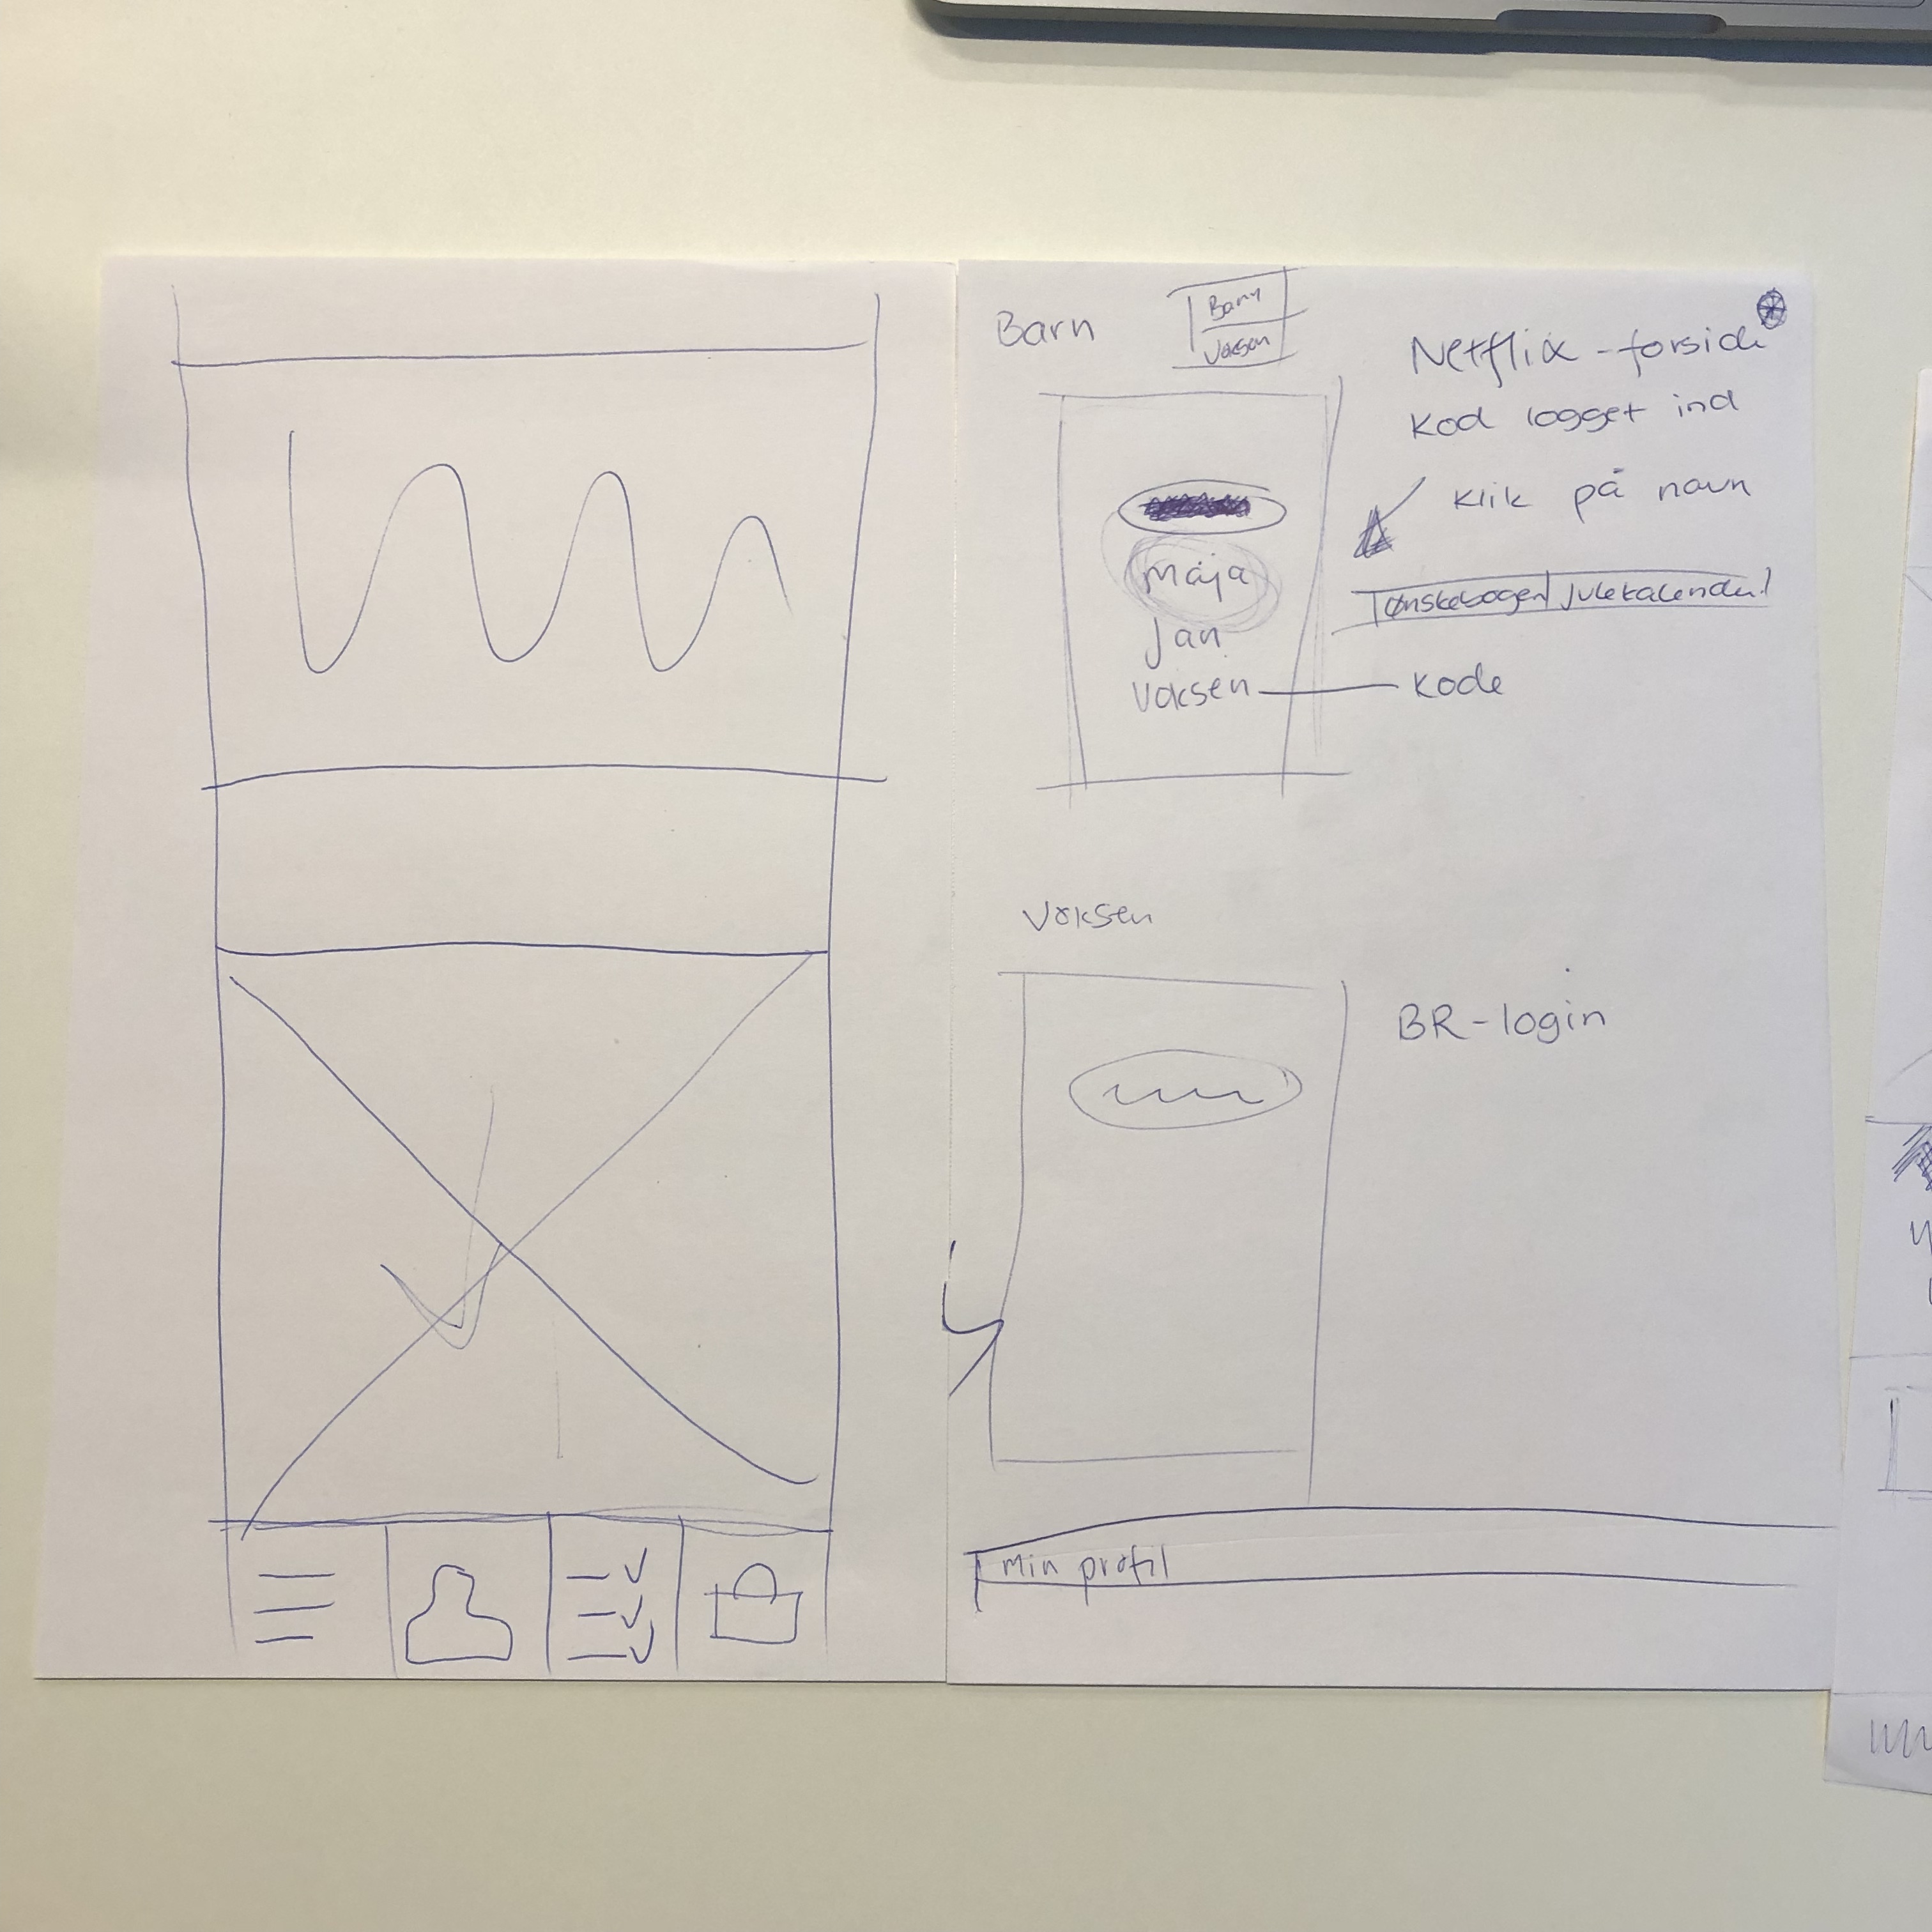 Barn
Barn
Voksen
Netflix-forside
Kod logget ind
Klik på navn
Maja
Jan
Voksen
Kode
Ønskebogen
Julekalender
Voksen
BR-login
Min profil